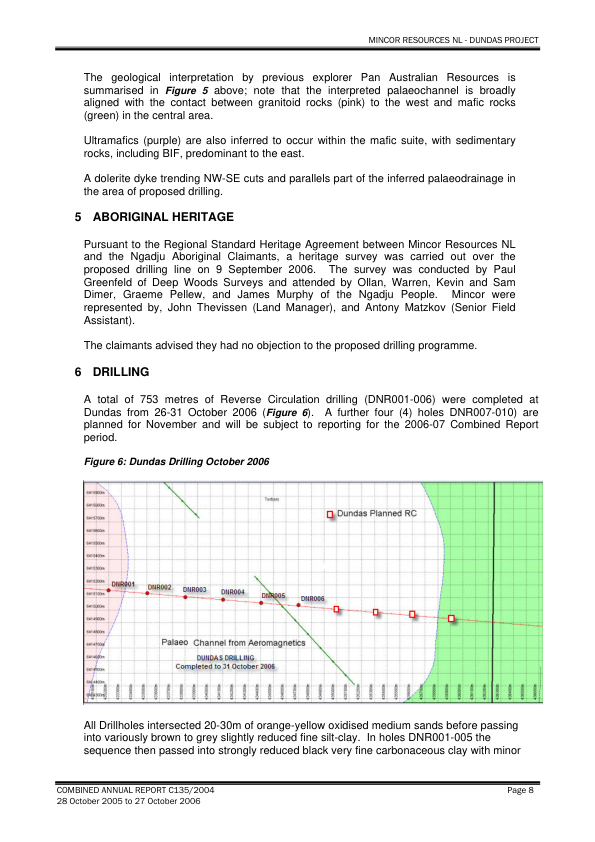 MINCOR RESOURCES NL - DUNDAS PROJECT
The geological interpretation by previous explorer Pan Australian Resources is
summarised in Figure 5 above; note that the interpreted palaeochannel is broadly
aligned with the contact between granitoid rocks (pink) to the west and mafic rocks
(green) in the central area.
Ultramafics (purple) are also inferred to occur within the mafic suite, with sedimentary
rocks, including BIF, predominant to the east.
A dolerite dyke trending NW-SE cuts and parallels part of the inferred palaeodrainage in
the area of proposed drilling.
5 ABORIGINAL HERITAGE
Pursuant to the Regional Standard Heritage Agreement between Mincor Resources NL
and the Ngadju Aboriginal Claimants, a heritage survey was carried out over the
proposed drilling line on 9 September 2006. The survey was conducted by Paul
Greenfeld of Deep Woods Surveys and attended by Ollan, Warren, Kevin and Sam
Dimer, Graeme Pellew, and James Murphy of the Ngadju People. Mincor were
represented by, John Thevissen (Land Manager), and Antony Matzkov (Senior Field
Assistant).
The claimants advised they had no objection to the proposed drilling programme.
6 DRILLING
A total of 753 metres of Reverse Circulation drilling (DNR001-006) were completed at
Dundas from 26-31 October 2006 (Figure 6). A further four (4) holes DNR007-010) are
planned for November and will be subject to reporting for the 2006-07 Combined Report
period.
Figure 6: Dundas Drilling October 2006
Dundas Planned RC
DNR001 DNR002 DNR003 DNR004 DNR005 DNR006
Palaeo Channel from Aeromagnetics
DUNDAS DRILLING
Completed to 31 October 2006
All Drillholes intersected 20-30m of orange-yellow oxidised medium sands before passing
into variously brown to grey slightly reduced fine silt-clay. In holes DNR001-005 the
sequence then passed into strongly reduced black very fine carbonaceous clay with minor
COMBINED ANNUAL REPORT C135/2004 Page 8
28 October 2005 to 27 October 2006